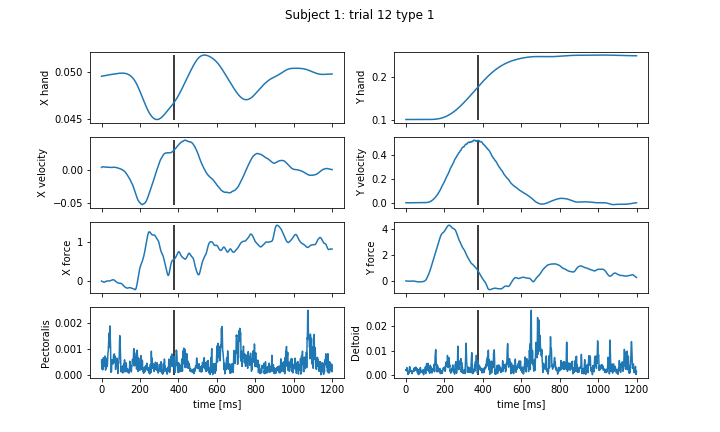 Subject 1: trial 12 type 1
X hand
0.050
0.045
Y hand
0.2
0.1
X velocity
0.00
−0.05
Y velocity
0.4
0.2
0.0
X force
1
0
Y force
4
2
0
Pectoralis
0.002
0.001
0.000
0 200 400 600 800 1000 1200
time [ms]
Deltoid
0.02
0.01
0.00
0 200 400 600 800 1000 1200
time [ms]